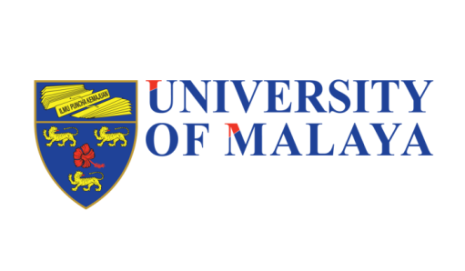 ILMU PUNCHA KEMAJUAN
UNIVERSITY
OF MALAYA